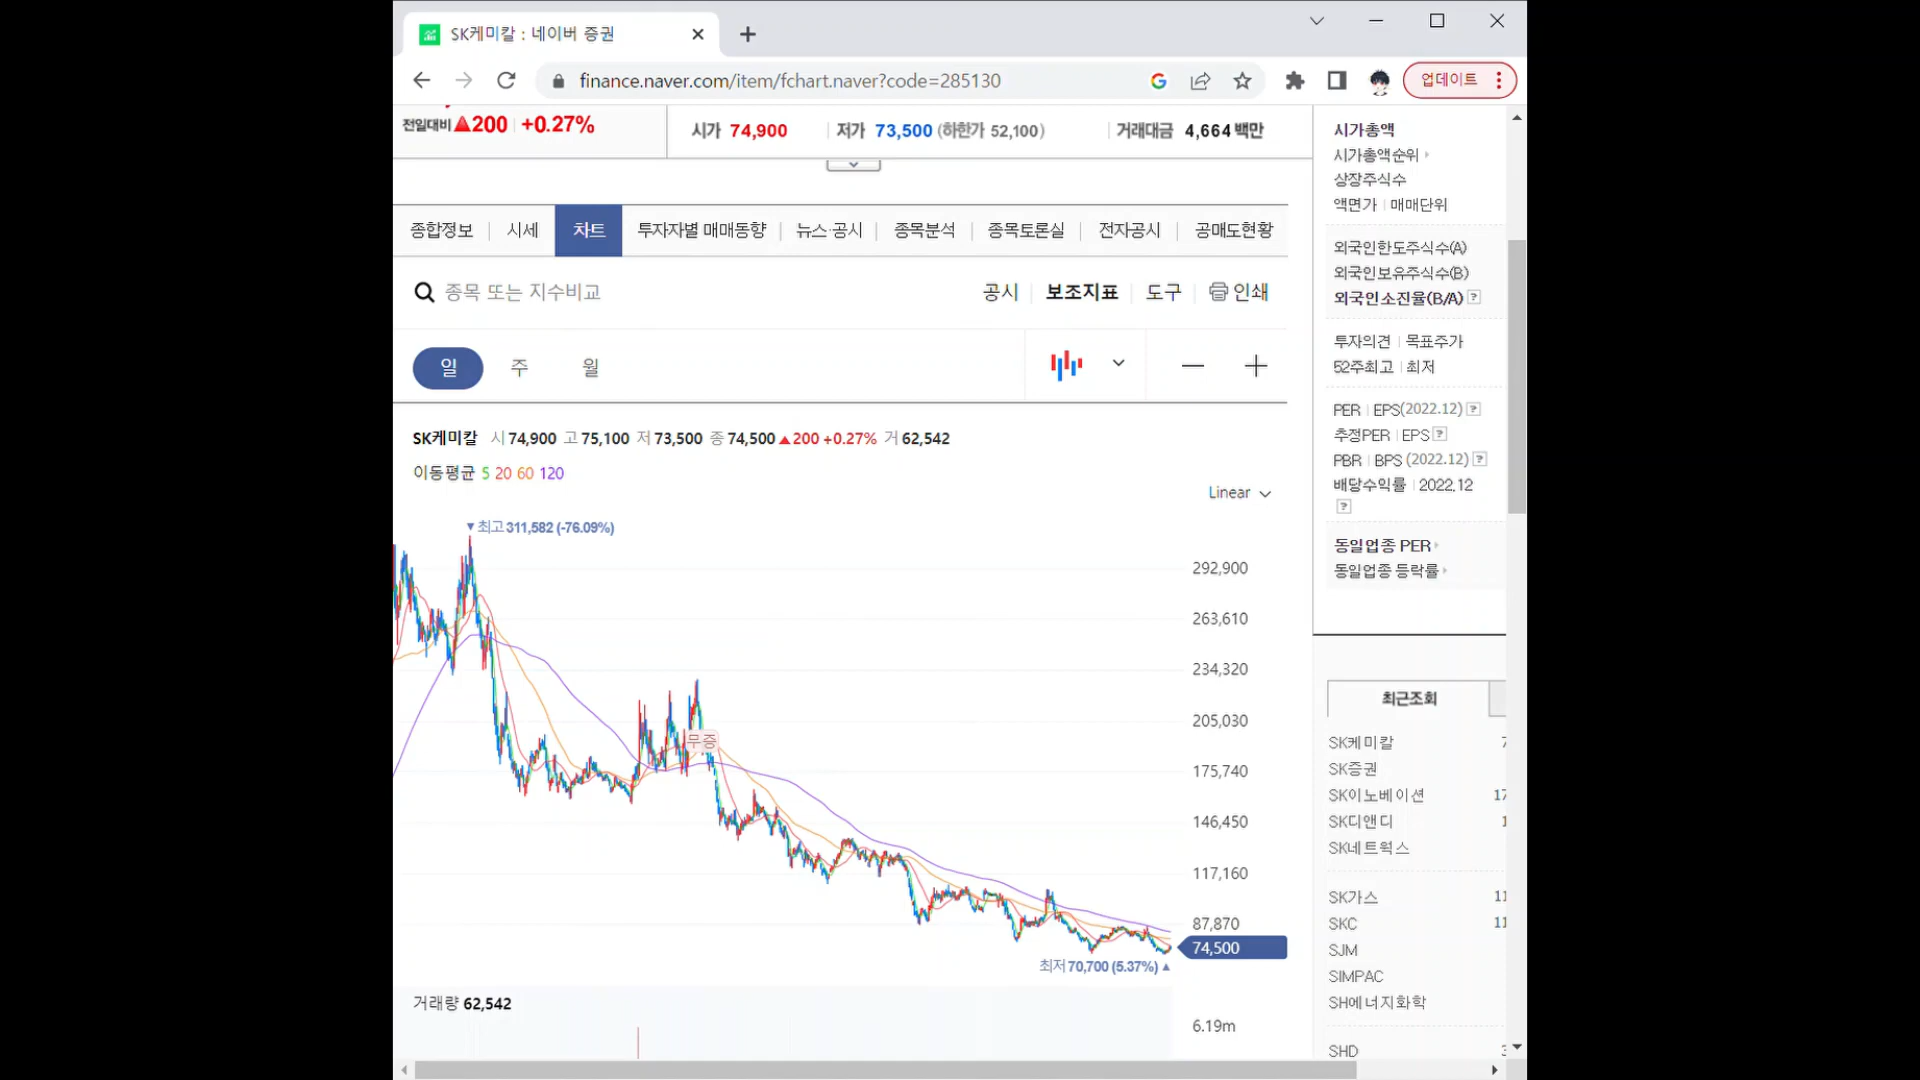 SK케미칼 : 네이버 증권
finance.naver.com/item/fchart.naver?code=285130
업데이트
전일대비 ▲200 +0.27%
시가 74,900 저가 73,500 (하한가 52,100) 거래대금 4,664 백만
종합정보 시세 차트 투자자별 매매동향 뉴스·공시 종목분석 종목토론실 전자공시 공매도현황
종목 또는 지수비교
공시 보조지표 도구 인쇄
일 주 월
SK케미칼 시 74,900 고 75,100 저 73,500 종 74,500 ▲200 +0.27% 거 62,542
이동평균 5 20 60 120
Linear
▼최고 311,582 (-76.09%)
292,900
263,610
234,320
205,030
무증
175,740
146,450
117,160
87,870
74,500
최저 70,700 (5.37%) ▲
거래량 62,542
6.19m
시가총액
시가총액순위
상장주식수
액면가 매매단위
외국인한도주식수(A)
외국인보유주식수(B)
외국인소진율(B/A) ?
투자의견 목표주가
52주최고 최저
PER EPS(2022.12) ?
추정PER EPS ?
PBR BPS (2022.12) ?
배당수익률 2022.12
?
동일업종 PER
동일업종 등락률
최근조회
SK케미칼 7
SK증권
SK이노베이션 17
SK디앤디 1
SK네트웍스
SK가스 11
SKC 11
SJM
SIMPAC
SH에너지화학
SHD 3